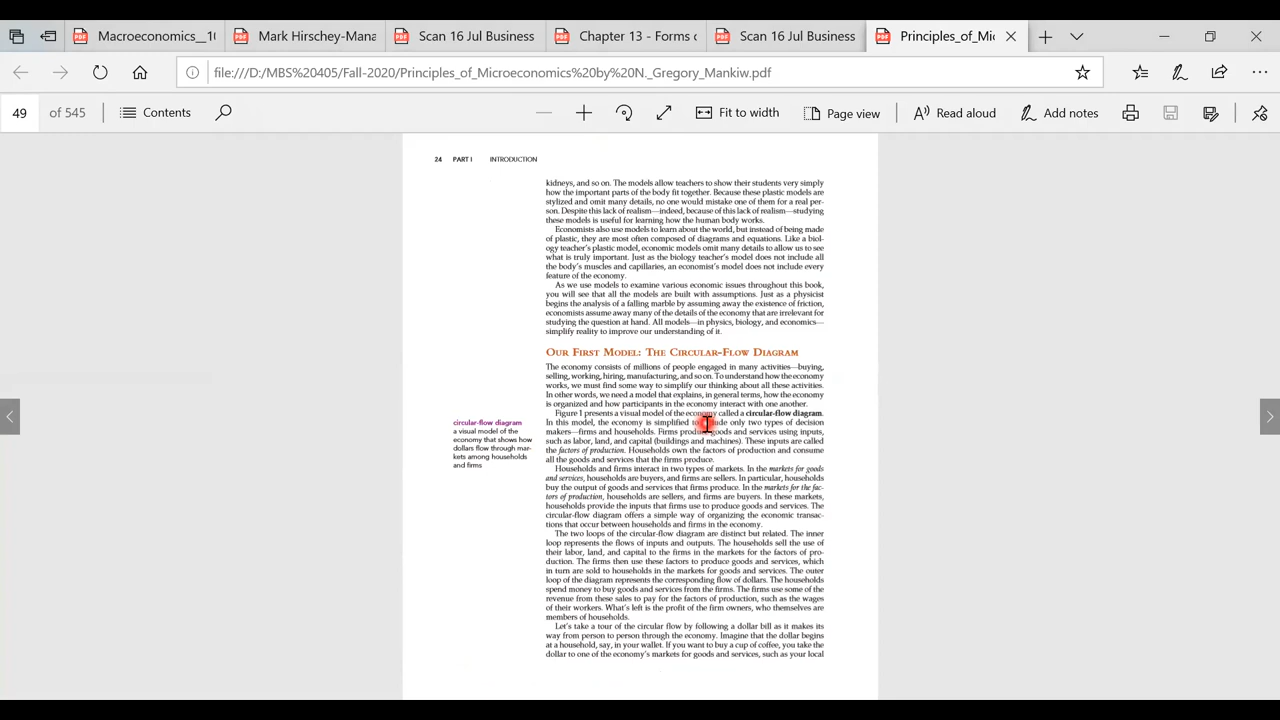 Macroeconomics__10
Mark Hirschey-Mana
Scan 16 Jul Business
Chapter 13 - Forms o
Scan 16 Jul Business
Principles_of_Mic
file:///D:/MBS%20405/Fall-2020/Principles_of_Microeconomics%20by%20N._Gregory_Mankiw.pdf
49 of 545 Contents Fit to width Page view Read aloud Add notes
24 PART I INTRODUCTION
kidneys, and so on. The models allow teachers to show their students very simply
how the important parts of the body fit together. Because these plastic models are
stylized and omit many details, no one would mistake one of them for a real per-
son. Despite this lack of realism—indeed, because of this lack of realism—studying
these models is useful for learning how the human body works.
Economists also use models to learn about the world, but instead of being made
of plastic, they are most often composed of diagrams and equations. Like a biol-
ogy teacher's plastic model, economic models omit many details to allow us to see
what is truly important. Just as the biology teacher's model does not include all
the body's muscles and capillaries, an economist's model does not include every
feature of the economy.
As we use models to examine various economic issues throughout this book,
you will see that all the models are built with assumptions. Just as a physicist
begins the analysis of a falling marble by assuming away the existence of friction,
economists assume away many of the details of the economy that are irrelevant for
studying the question at hand. All models—in physics, biology, and economics—
simplify reality to improve our understanding of it.
OUR FIRST MODEL: THE CIRCULAR-FLOW DIAGRAM
The economy consists of millions of people engaged in many activities—buying,
selling, working, hiring, manufacturing, and so on. To understand how the economy
works, we must find some way to simplify our thinking about all these activities.
In other words, we need a model that explains, in general terms, how the economy
is organized and how participants in the economy interact with one another.
Figure 1 presents a visual model of the economy called a circular-flow diagram.
In this model, the economy is simplified to include only two types of decision
makers—firms and households. Firms produce goods and services using inputs,
such as labor, land, and capital (buildings and machines). These inputs are called
the factors of production. Households own the factors of production and consume
all the goods and services that the firms produce.
circular-flow diagram
a visual model of the
economy that shows how
dollars flow through mar-
kets among households
and firms
Households and firms interact in two types of markets. In the markets for goods
and services, households are buyers, and firms are sellers. In particular, households
buy the output of goods and services that firms produce. In the markets for the fac-
tors of production, households are sellers, and firms are buyers. In these markets,
households provide the inputs that firms use to produce goods and services. The
circular-flow diagram offers a simple way of organizing the economic transac-
tions that occur between households and firms in the economy.
The two loops of the circular-flow diagram are distinct but related. The inner
loop represents the flows of inputs and outputs. The households sell the use of
their labor, land, and capital to the firms in the markets for the factors of pro-
duction. The firms then use these factors to produce goods and services, which
in turn are sold to households in the markets for goods and services. The outer
loop of the diagram represents the corresponding flow of dollars. The households
spend money to buy goods and services from the firms. The firms use some of the
revenue from these sales to pay for the factors of production, such as the wages
of their workers. What's left is the profit of the firm owners, who themselves are
members of households.
Let's take a tour of the circular flow by following a dollar bill as it makes its
way from person to person through the economy. Imagine that the dollar begins
at a household, say, in your wallet. If you want to buy a cup of coffee, you take the
dollar to one of the economy's markets for goods and services, such as your local